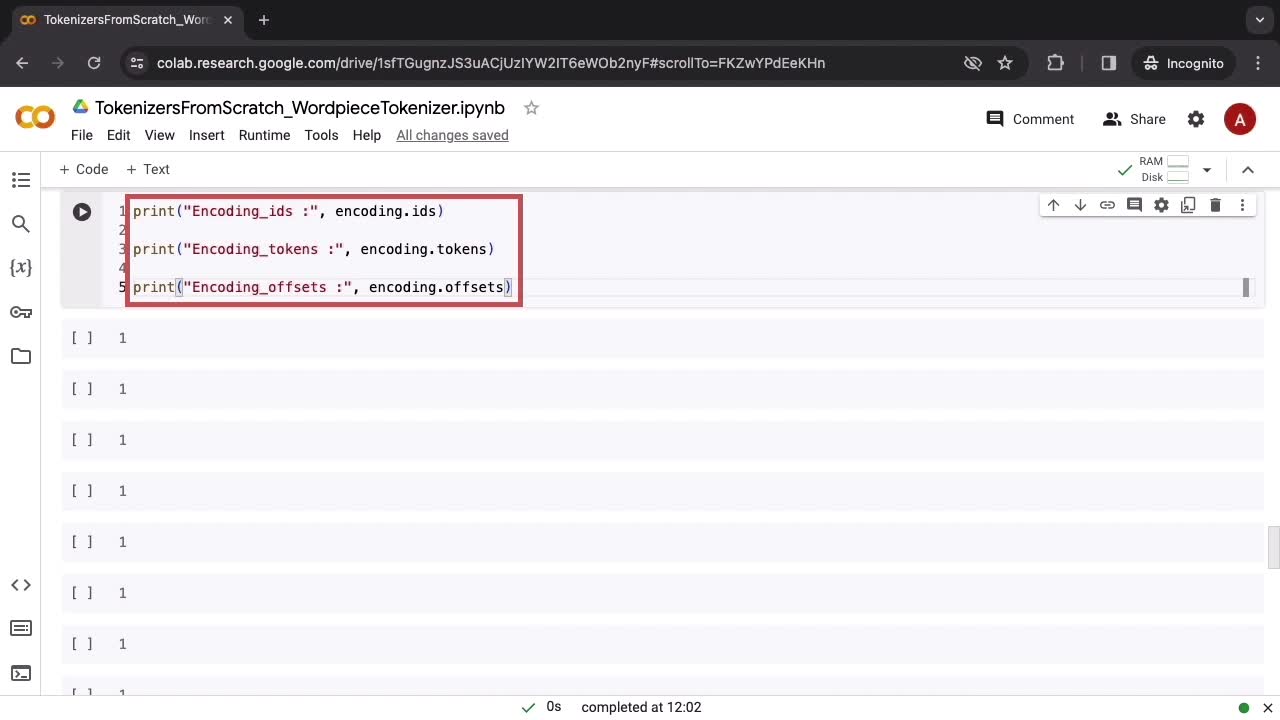 TokenizersFromScratch_Wor
colab.research.google.com/drive/1sfTGugnzJS3uACjUzIYW2IT6eWOb2nyF#scrollTo=FKZwYPdEeKHn
Incognito
TokenizersFromScratch_WordpieceTokenizer.ipynb
File Edit View Insert Runtime Tools Help All changes saved
Comment Share A
+ Code + Text
RAM
Disk
{x}
1 print("Encoding_ids :", encoding.ids)
2
3 print("Encoding_tokens :", encoding.tokens)
4
5 print("Encoding_offsets :", encoding.offsets)
[ ] 1
[ ] 1
[ ] 1
[ ] 1
[ ] 1
[ ] 1
[ ] 1
[ ] 1
0s completed at 12:02